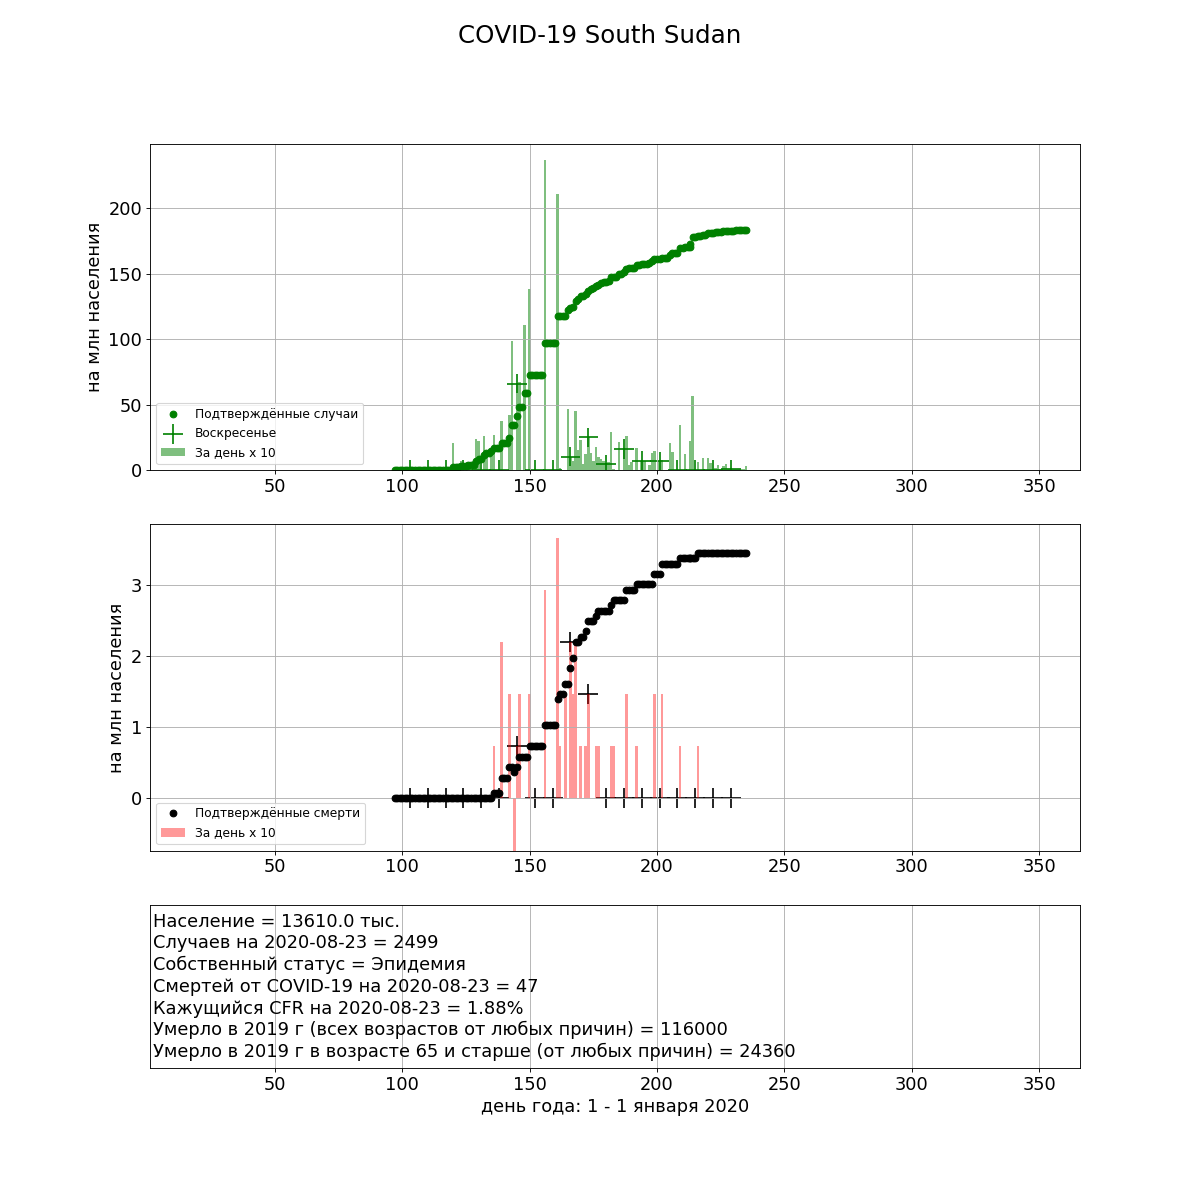 COVID-19 South Sudan
на млн населения
200
150
100
50
0
Подтверждённые случаи
Воскресенье
За день x 10
50 100 150 200 250 300 350
на млн населения
3
2
1
0
Подтверждённые смерти
За день x 10
50 100 150 200 250 300 350
Население = 13610.0 тыс.
Случаев на 2020-08-23 = 2499
Собственный статус = Эпидемия
Смертей от COVID-19 на 2020-08-23 = 47
Кажущийся CFR на 2020-08-23 = 1.88%
Умерло в 2019 г (всех возрастов от любых причин) = 116000
Умерло в 2019 г в возрасте 65 и старше (от любых причин) = 24360
50 100 150 200 250 300 350
день года: 1 - 1 января 2020